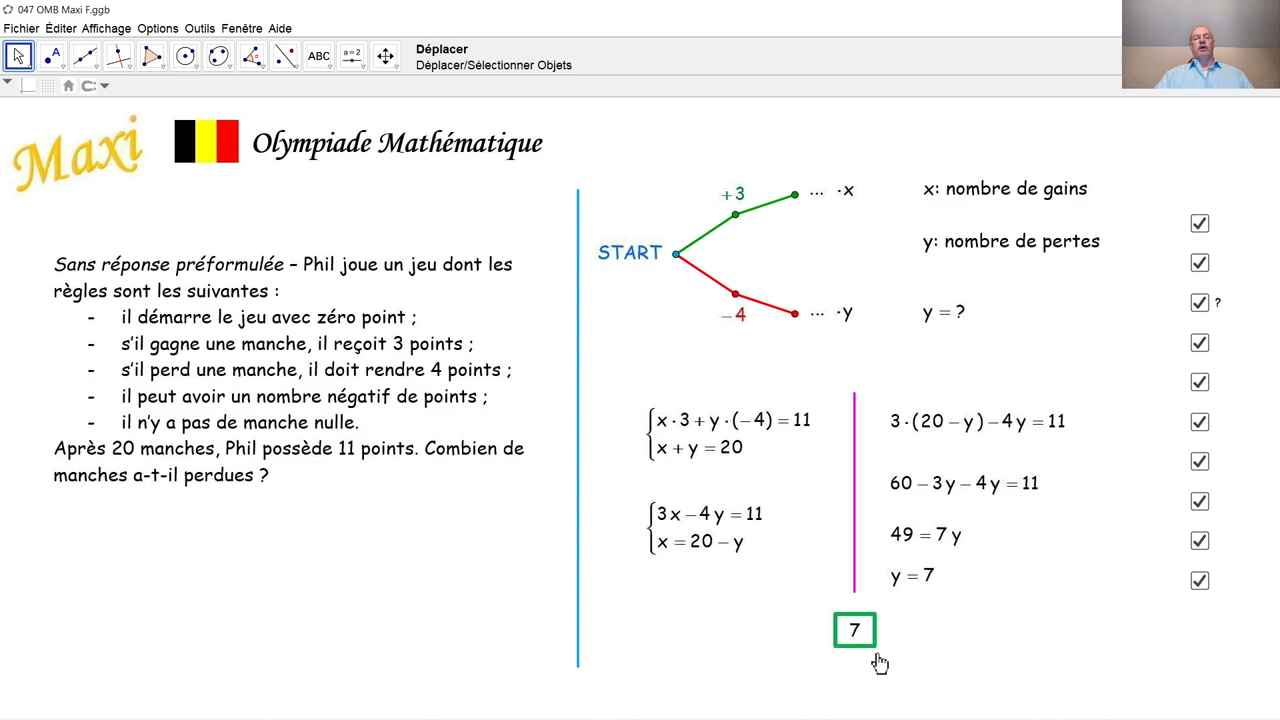 047 OMB Maxi F.ggb
Fichier Éditer Affichage Options Outils Fenêtre Aide
A
ABC
a=2
Déplacer
Déplacer/Sélectionner Objets
Maxi
Olympiade Mathématique
Sans réponse préformulée – Phil joue un jeu dont les
règles sont les suivantes :
- il démarre le jeu avec zéro point ;
- s'il gagne une manche, il reçoit 3 points ;
- s'il perd une manche, il doit rendre 4 points ;
- il peut avoir un nombre négatif de points ;
- il n'y a pas de manche nulle.
Après 20 manches, Phil possède 11 points. Combien de
manches a-t-il perdues ?
+3 ... ·x
START
−4 ... ·y
x: nombre de gains
y: nombre de pertes
y = ?
?
x·3+y·(−4)=11
x+y=20
3x−4y=11
x=20−y
3·(20−y)−4y=11
60−3y−4y=11
49=7y
y=7
7